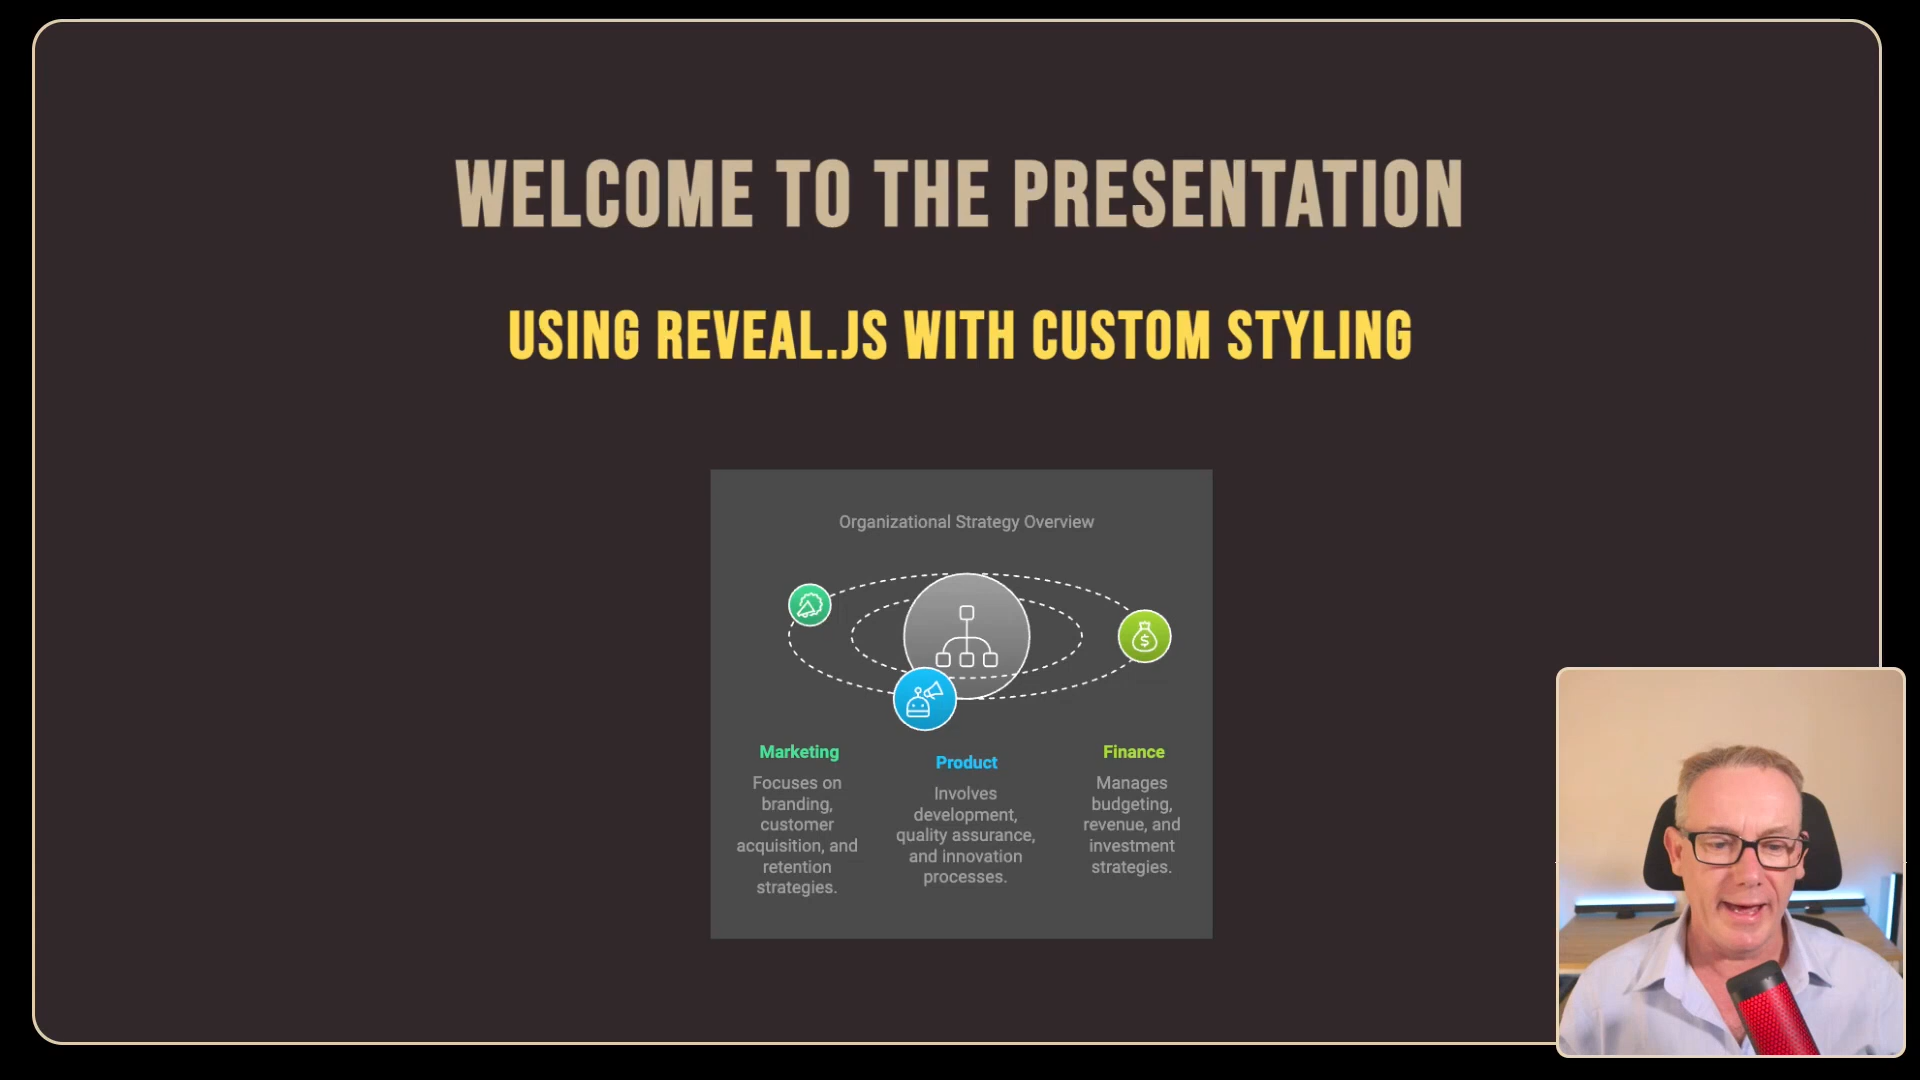 WELCOME TO THE PRESENTATION
USING REVEAL.JS WITH CUSTOM STYLING
Organizational Strategy Overview
Marketing
Focuses on
branding,
customer
acquisition, and
retention
strategies.
Product
Involves
development,
quality assurance,
and innovation
processes.
Finance
Manages
budgeting,
revenue, and
investment
strategies.